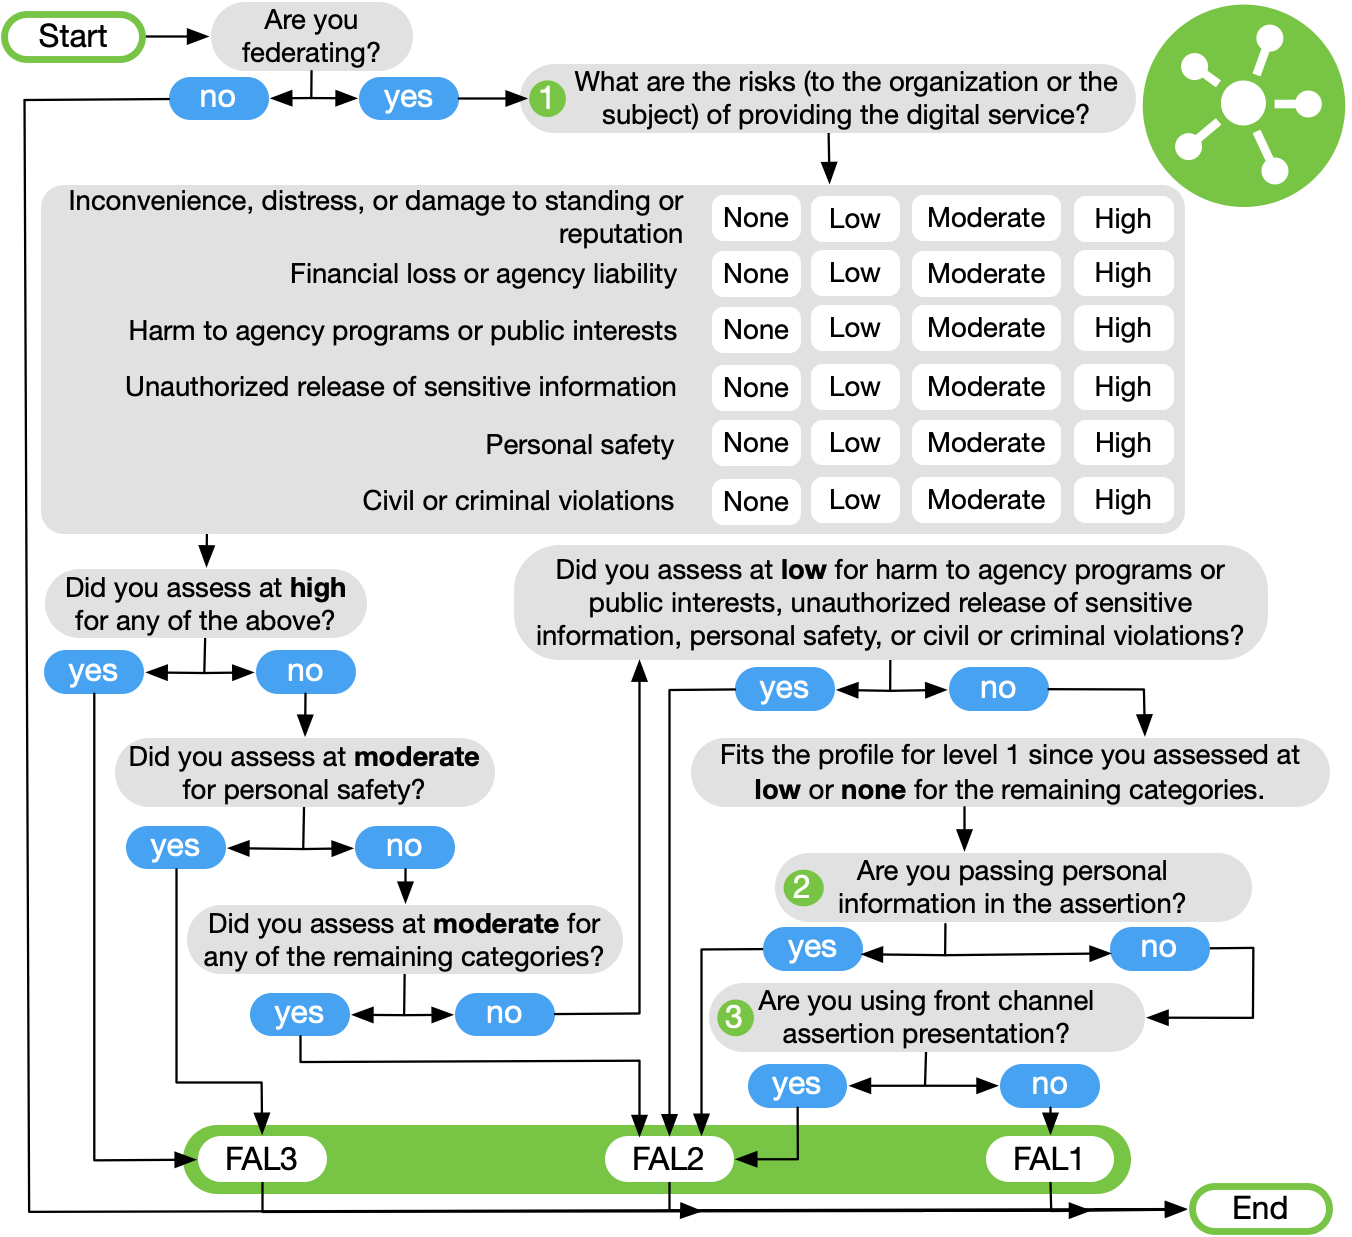 Start
Are you
federating?
no
yes
1
What are the risks (to the organization or the
subject) of providing the digital service?
Inconvenience, distress, or damage to standing or
reputation
None Low Moderate High
Financial loss or agency liability None Low Moderate High
Harm to agency programs or public interests None Low Moderate High
Unauthorized release of sensitive information None Low Moderate High
Personal safety None Low Moderate High
Civil or criminal violations None Low Moderate High
Did you assess at high
for any of the above?
yes
no
Did you assess at moderate
for personal safety?
yes
no
Did you assess at moderate for
any of the remaining categories?
yes
no
Did you assess at low for harm to agency programs or
public interests, unauthorized release of sensitive
information, personal safety, or civil or criminal violations?
yes
no
Fits the profile for level 1 since you assessed at
low or none for the remaining categories.
2
Are you passing personal
information in the assertion?
yes
no
3
Are you using front channel
assertion presentation?
yes
no
FAL3
FAL2
FAL1
End